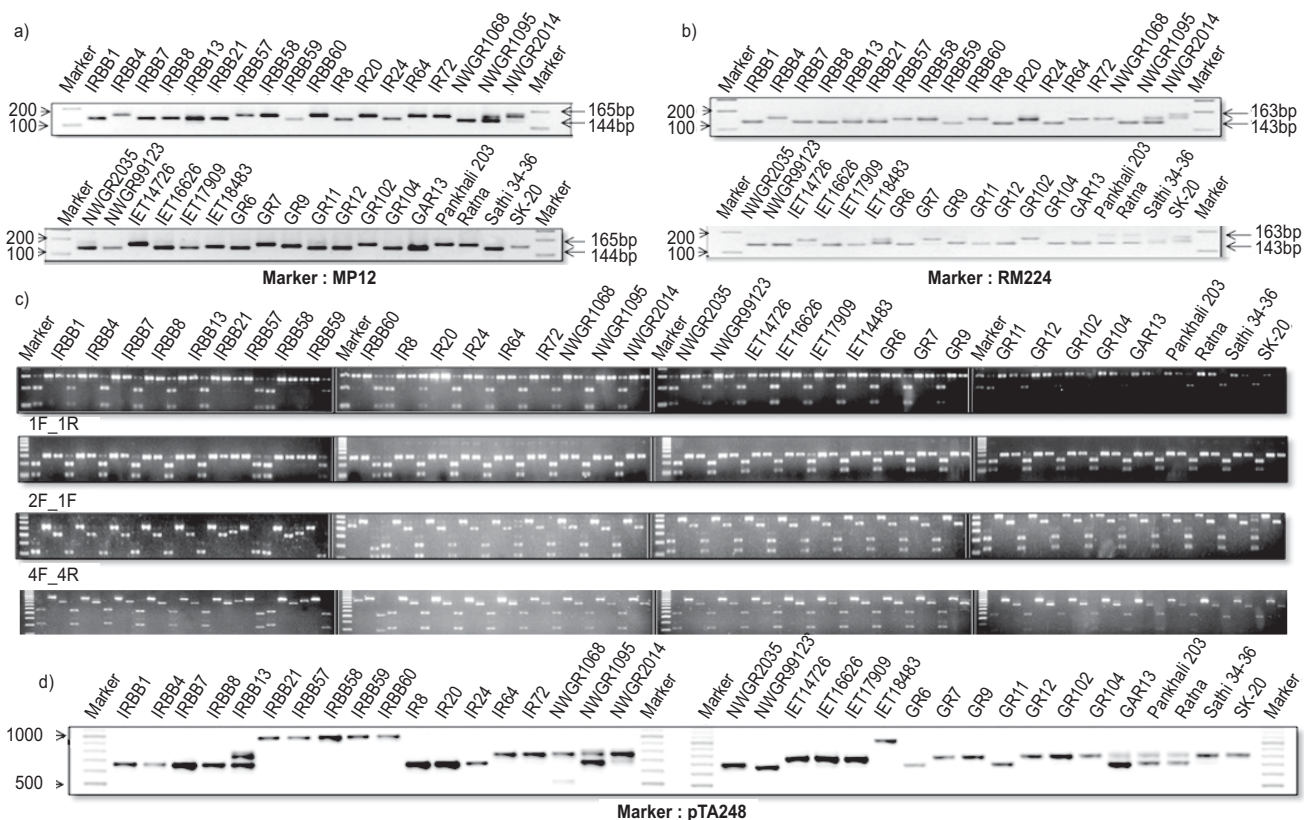 a)
Marker IRBB1 IRBB4 IRBB7 IRBB8 IRBB13 IRBB21 IRBB57 IRBB58 IRBB59 IRBB60 IR8 IR20 IR24 IR64 IR72 NWGR1068 NWGR1095 NWGR2014 Marker
200 165bp
100 144bp
Marker NWGR2035 NWGR99123 IET14726 IET16626 IET17909 IET18483 GR6 GR7 GR9 GR11 GR12 GR102 GR104 GAR13 Pankhali 203 Ratna Sathi 34-36 SK-20 Marker
200 165bp
100 144bp
Marker : MP12
b)
Marker IRBB1 IRBB4 IRBB7 IRBB8 IRBB13 IRBB21 IRBB57 IRBB58 IRBB59 IRBB60 IR8 IR20 IR24 IR64 IR72 NWGR1068 NWGR1095 NWGR2014 Marker
200 163bp
100 143bp
Marker NWGR2035 NWGR99123 IET14726 IET16626 IET17909 IET18483 GR6 GR7 GR9 GR11 GR12 GR102 GR104 GAR13 Pankhali 203 Ratna Sathi 34-36 SK-20 Marker
200 163bp
100 143bp
Marker : RM224
c)
Marker IRBB1 IRBB4 IRBB7 IRBB8 IRBB13 IRBB21 IRBB57 IRBB58 IRBB59 Marker IRBB60 IR8 IR20 IR24 IR64 IR72 NWGR1068 NWGR1095 NWGR2014 Marker NWGR2035 NWGR99123 IET14726 IET16626 IET17909 IET14483 GR6 GR7 GR9 Marker GR11 GR12 GR102 GR104 GAR13 Pankhali 203 Ratna Sathi 34-36 SK-20
1F_1R
2F_1F
4F_4R
d)
Marker IRBB1 IRBB4 IRBB7 IRBB8 IRBB13 IRBB21 IRBB57 IRBB58 IRBB59 IRBB60 IR8 IR20 IR24 IR64 IR72 NWGR1068 NWGR1095 NWGR2014 Marker Marker NWGR2035 NWGR99123 IET14726 IET16626 IET17909 IET18483 GR6 GR7 GR9 GR11 GR12 GR102 GR104 GAR13 Pankhali 203 Ratna Sathi 34-36 SK-20 Marker
1000
500
Marker : pTA248